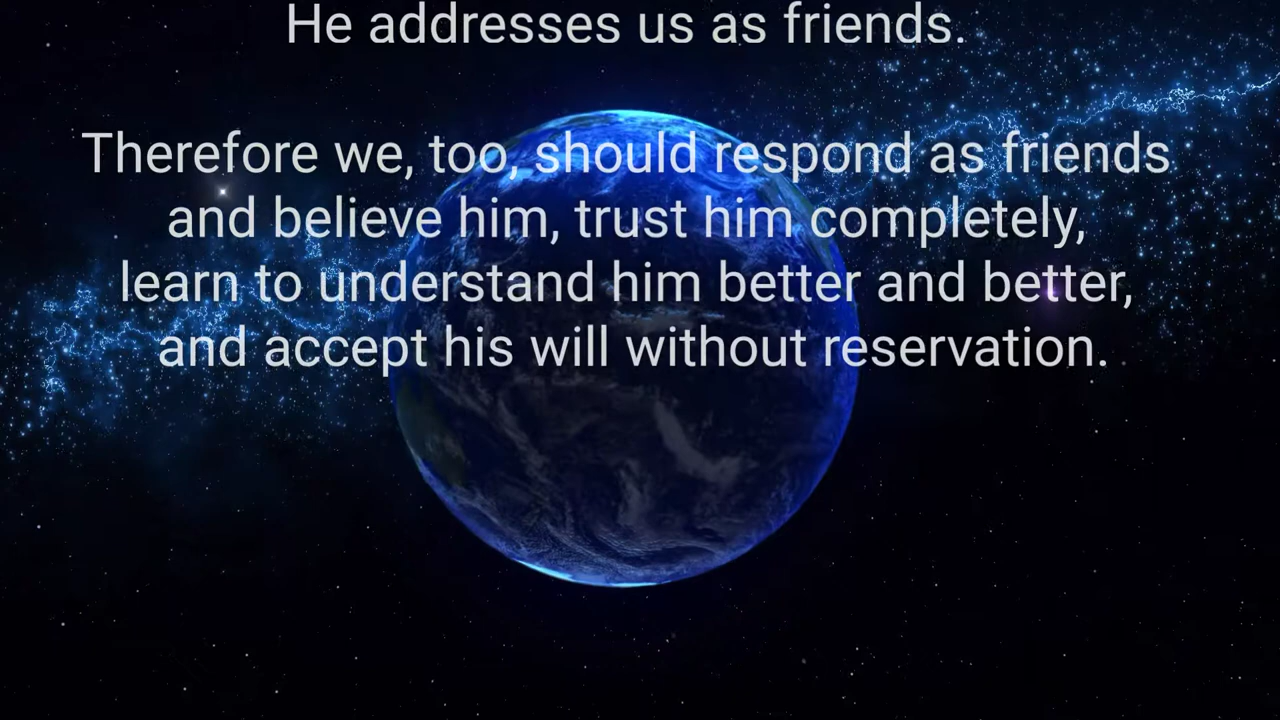 He addresses us as friends.
Therefore we, too, should respond as friends
and believe him, trust him completely,
learn to understand him better and better,
and accept his will without reservation.